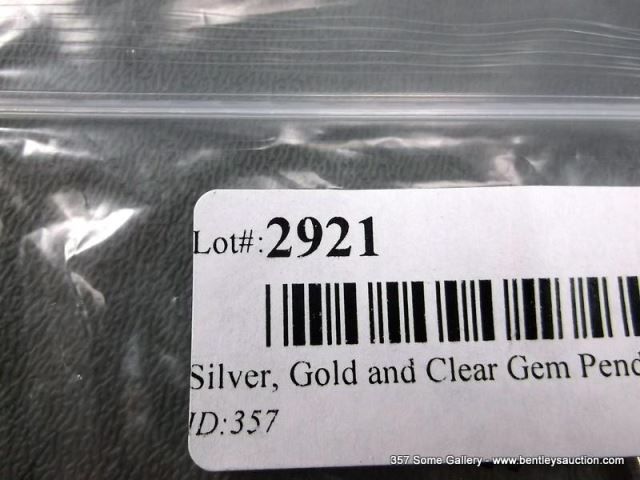 Lot#:2921
Silver, Gold and Clear Gem Pend
ID:357
357 Some Gallery - www.bentleysauction.com